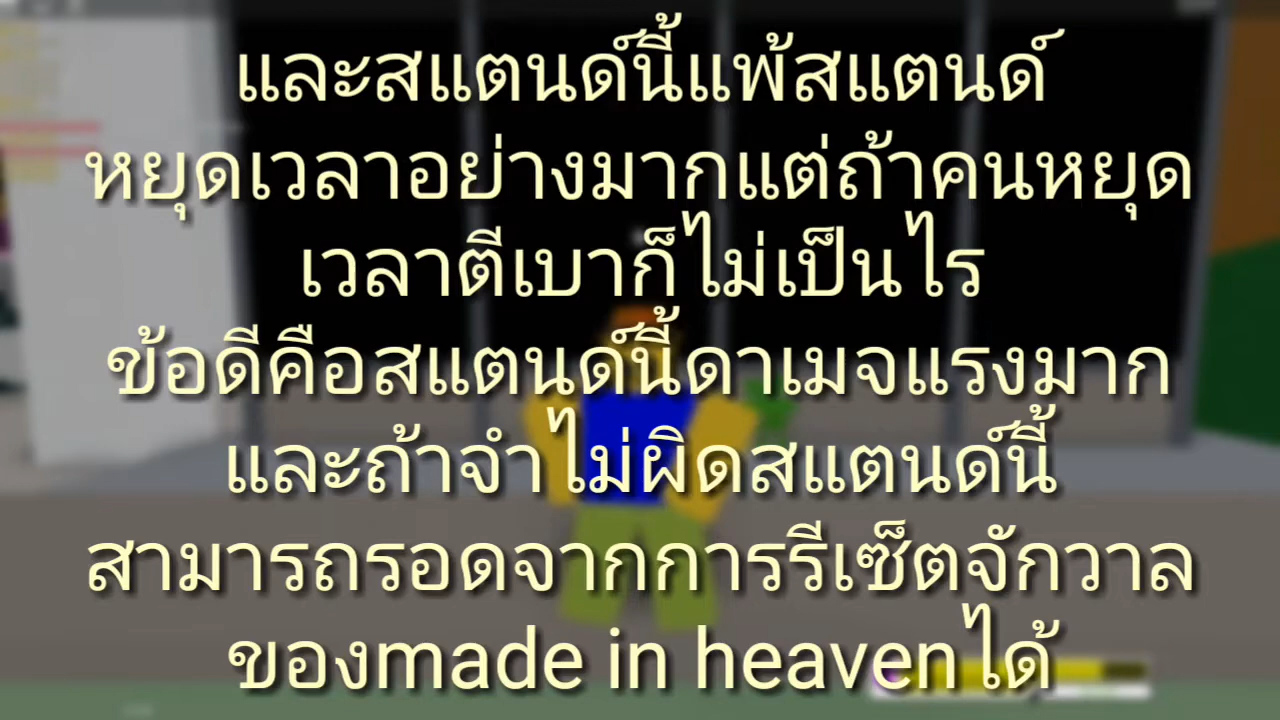 และสแตนด์นี้แพ้สแตนด์
หยุดเวลาอย่างมากแต่ถ้าคนหยุด
เวลาตีเบาก็ไม่เป็นไร
ข้อดีคือสแตนด์นี้ดาเมจแรงมาก
และถ้าจำไม่ผิดสแตนด์นี้
สามารถรอดจากการรีเซ็ตจักวาล
ของmade in heavenได้